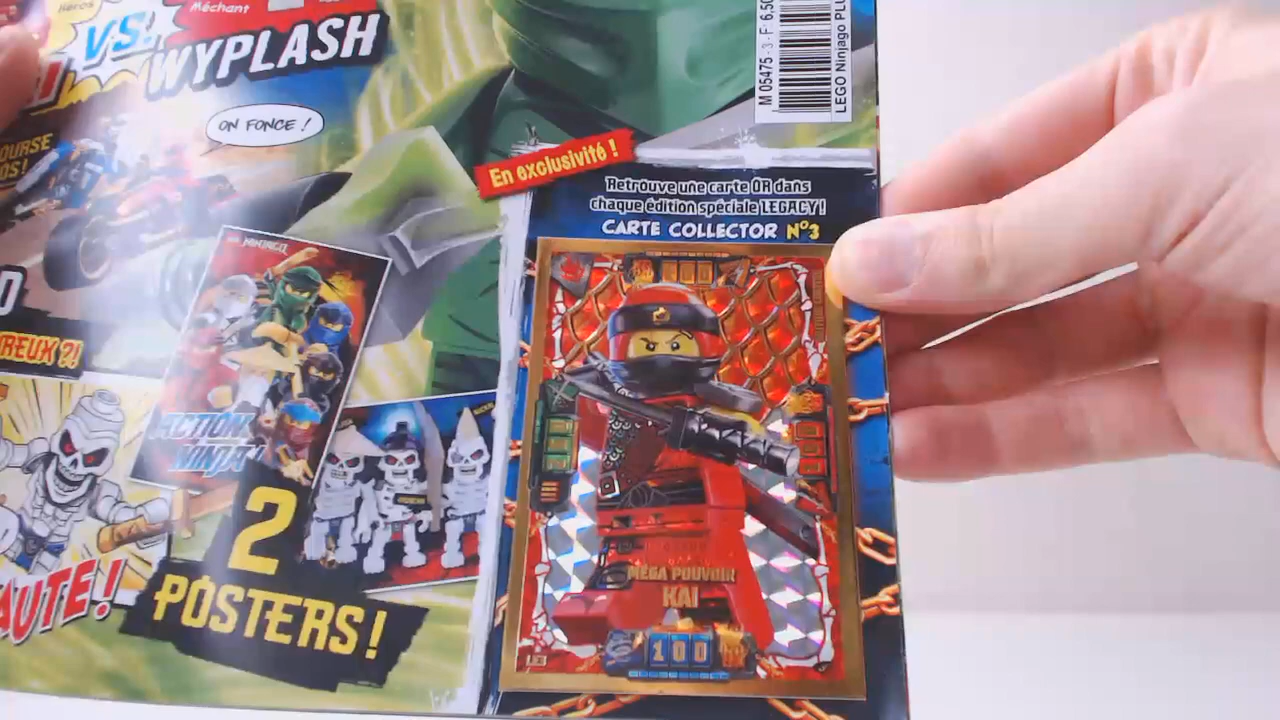 Héros
VS.
Méchant
WYPLASH
ON FONCE !
M 05475 - 3 - F: 6,50
LEGO Ninjago PLU
En exclusivité !
Retrouve une carte OR dans
chaque édition spéciale LEGACY !
CARTE COLLECTOR N°3
NINJAGO
ACTION
NINJA
2
POSTERS !
REUX ?!
AUTE !
MÉGA POUVOIR
KAI
100
LE3